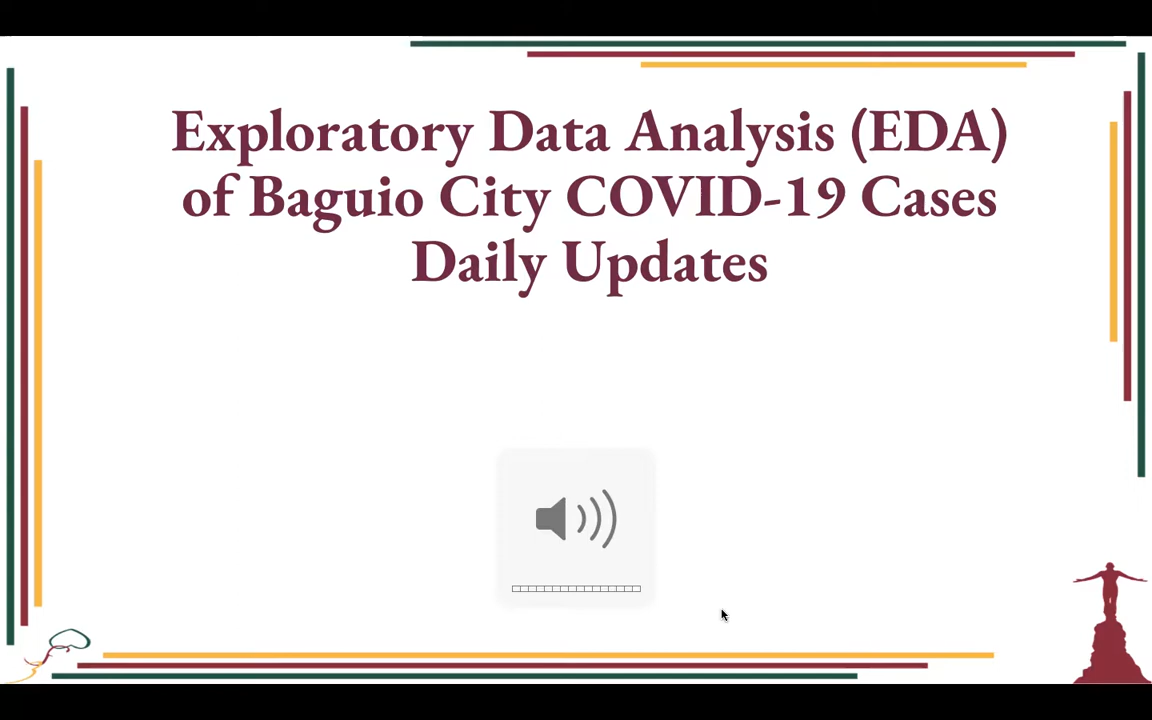 Exploratory Data Analysis (EDA)
of Baguio City COVID-19 Cases
Daily Updates